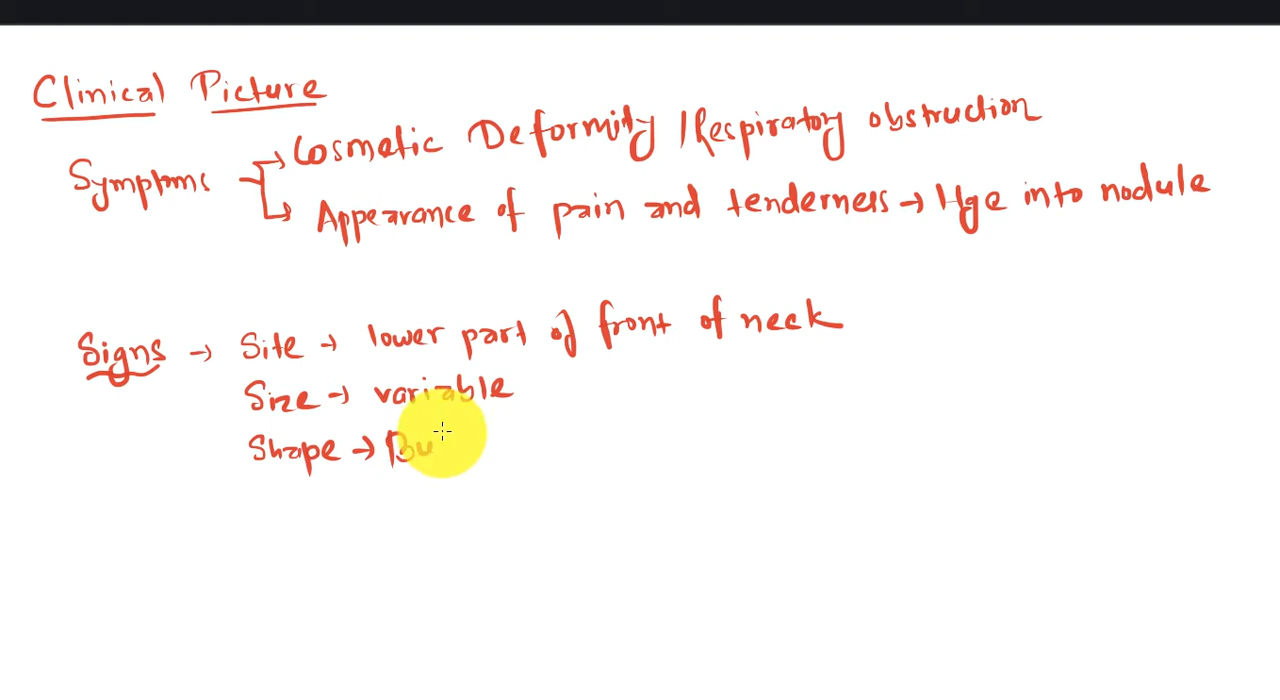 Clinical Picture
Symptoms → Cosmetic Deformity / Respiratory obstruction
→ Appearance of pain and tenderness → Hge into nodule
Signs → Site → lower part of front of neck
Size → variable
Shape → Bu